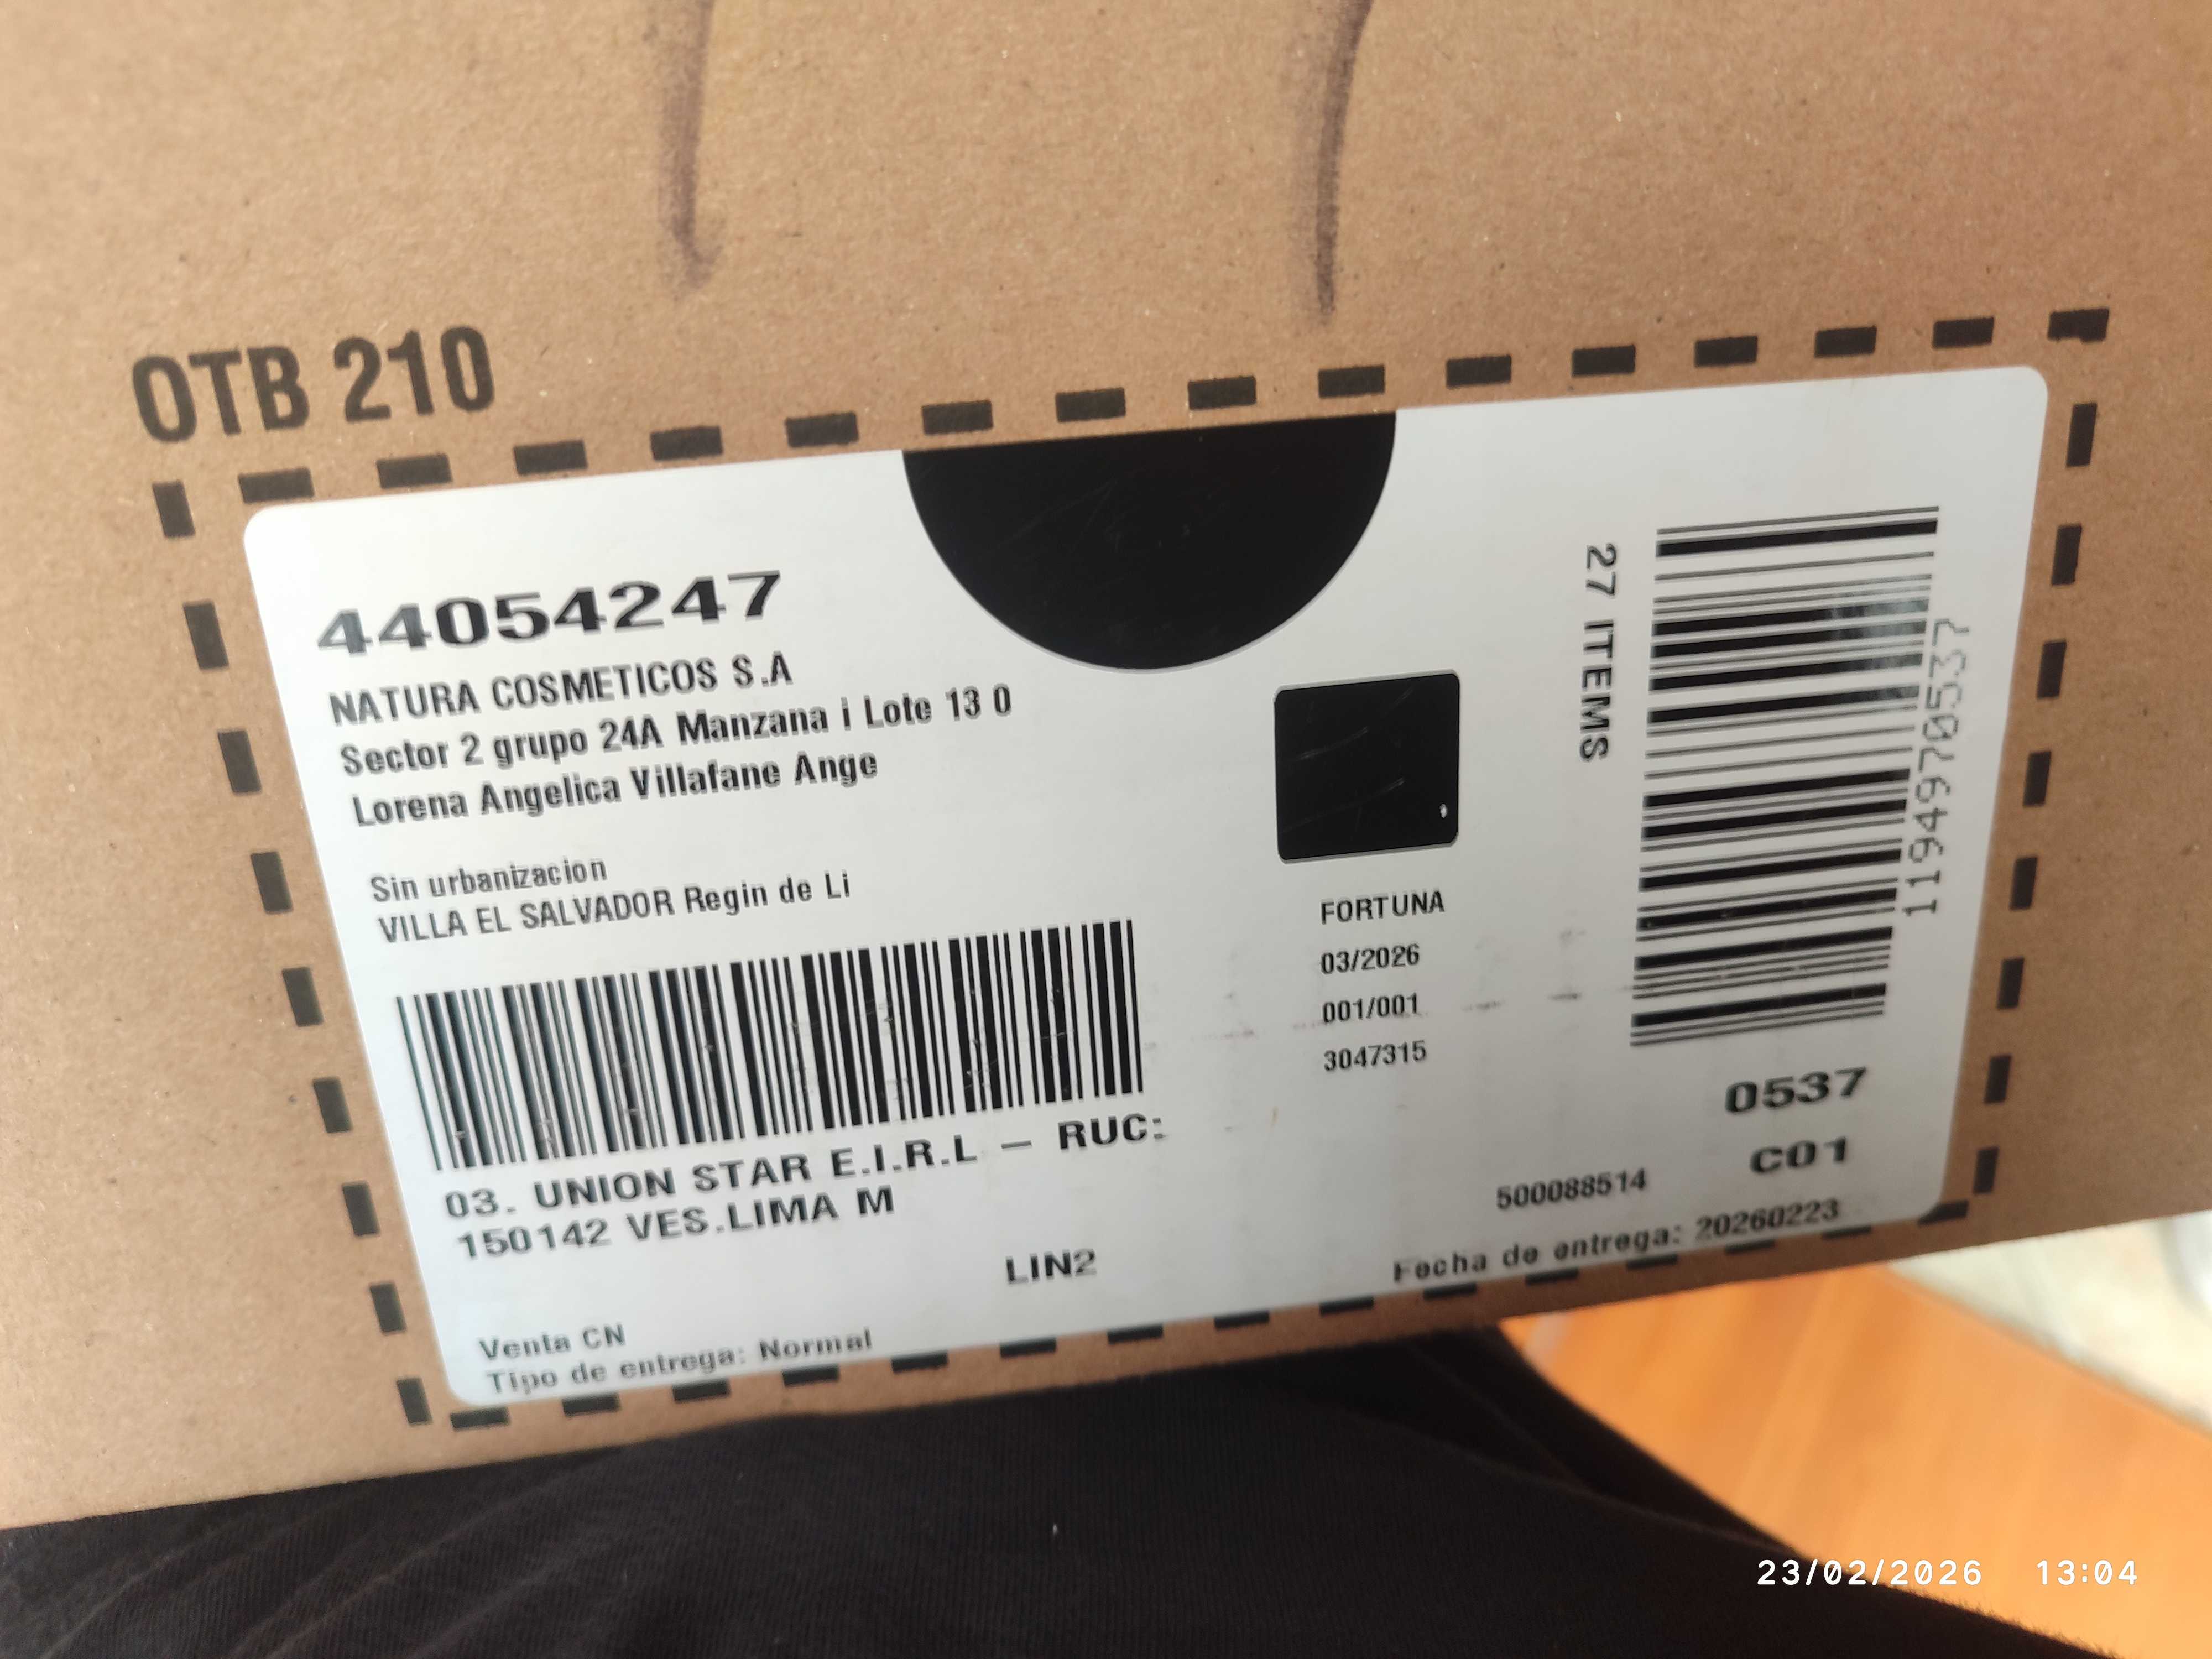 OTB 210
44054247
NATURA COSMETICOS S.A
Sector 2 grupo 24A Manzana i Lote 13 0
Lorena Angelica Villafane Ange
Sin urbanizacion
VILLA EL SALVADOR Regin de Li
03. UNION STAR E.I.R.L – RUC:
150142 VES.LIMA M
LIN2
Venta CN
Tipo de entrega: Normal
FORTUNA
03/2026
001/001
3047315
27 ITEMS
1194970537
0537
C01
500088514
Fecha de entrega: 20260223
23/02/2026 13:04